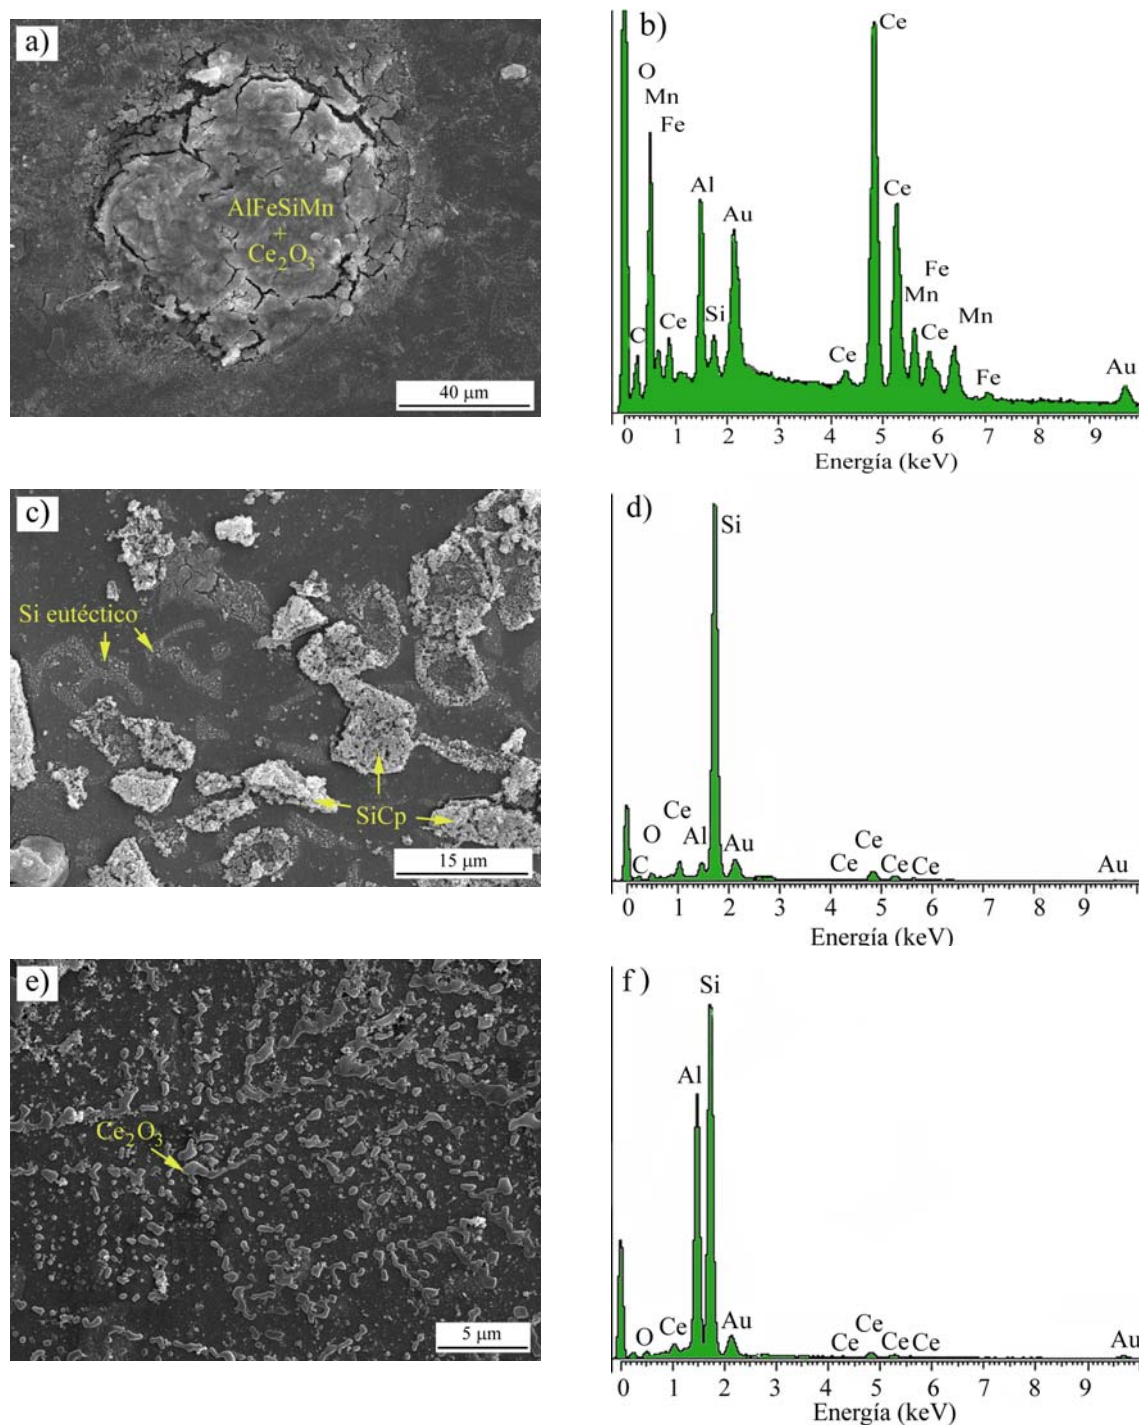 a)
AlFeSiMn
+
Ce2O3
40 µm
b)
Ce
O
Mn
Fe
Al
Au
Ce
Fe
Mn
Mn
C
Ce
Si
Ce
Ce
Fe
Au
0 1 2 3 4 5 6 7 8 9
Energía (keV)
c)
Si eutéctico
SiCp
15 µm
d)
Si
Ce
O
C
Al
Au
Ce
Ce
Ce
Ce
Au
0 1 2 3 4 5 6 7 8 9
Energía (keV)
e)
Ce2O3
5 µm
f)
Si
Al
O
Ce
Au
Ce
Ce
Ce
Ce
Au
0 1 2 3 4 5 6 7 8 9
Energía (keV)